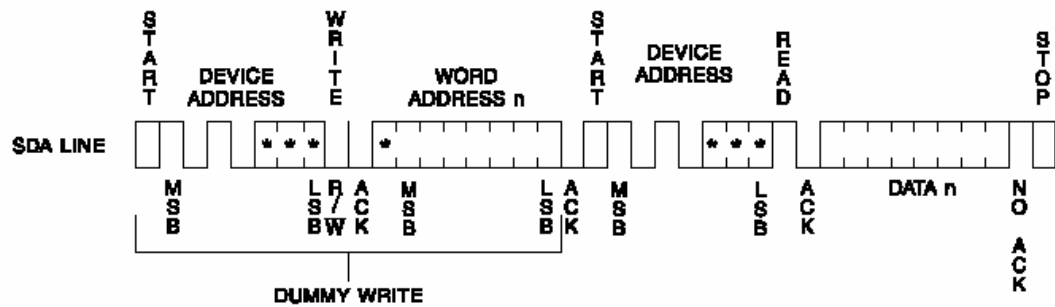 START
DEVICE
ADDRESS
WRITE
WORD
ADDRESS n
START
DEVICE
ADDRESS
READ
STOP
SDA LINE
* * *
*
* * *
MSB
LSB
R/W
ACK
MSB
LSB
ACK
MSB
LSB
ACK
DATA n
NO ACK
DUMMY WRITE